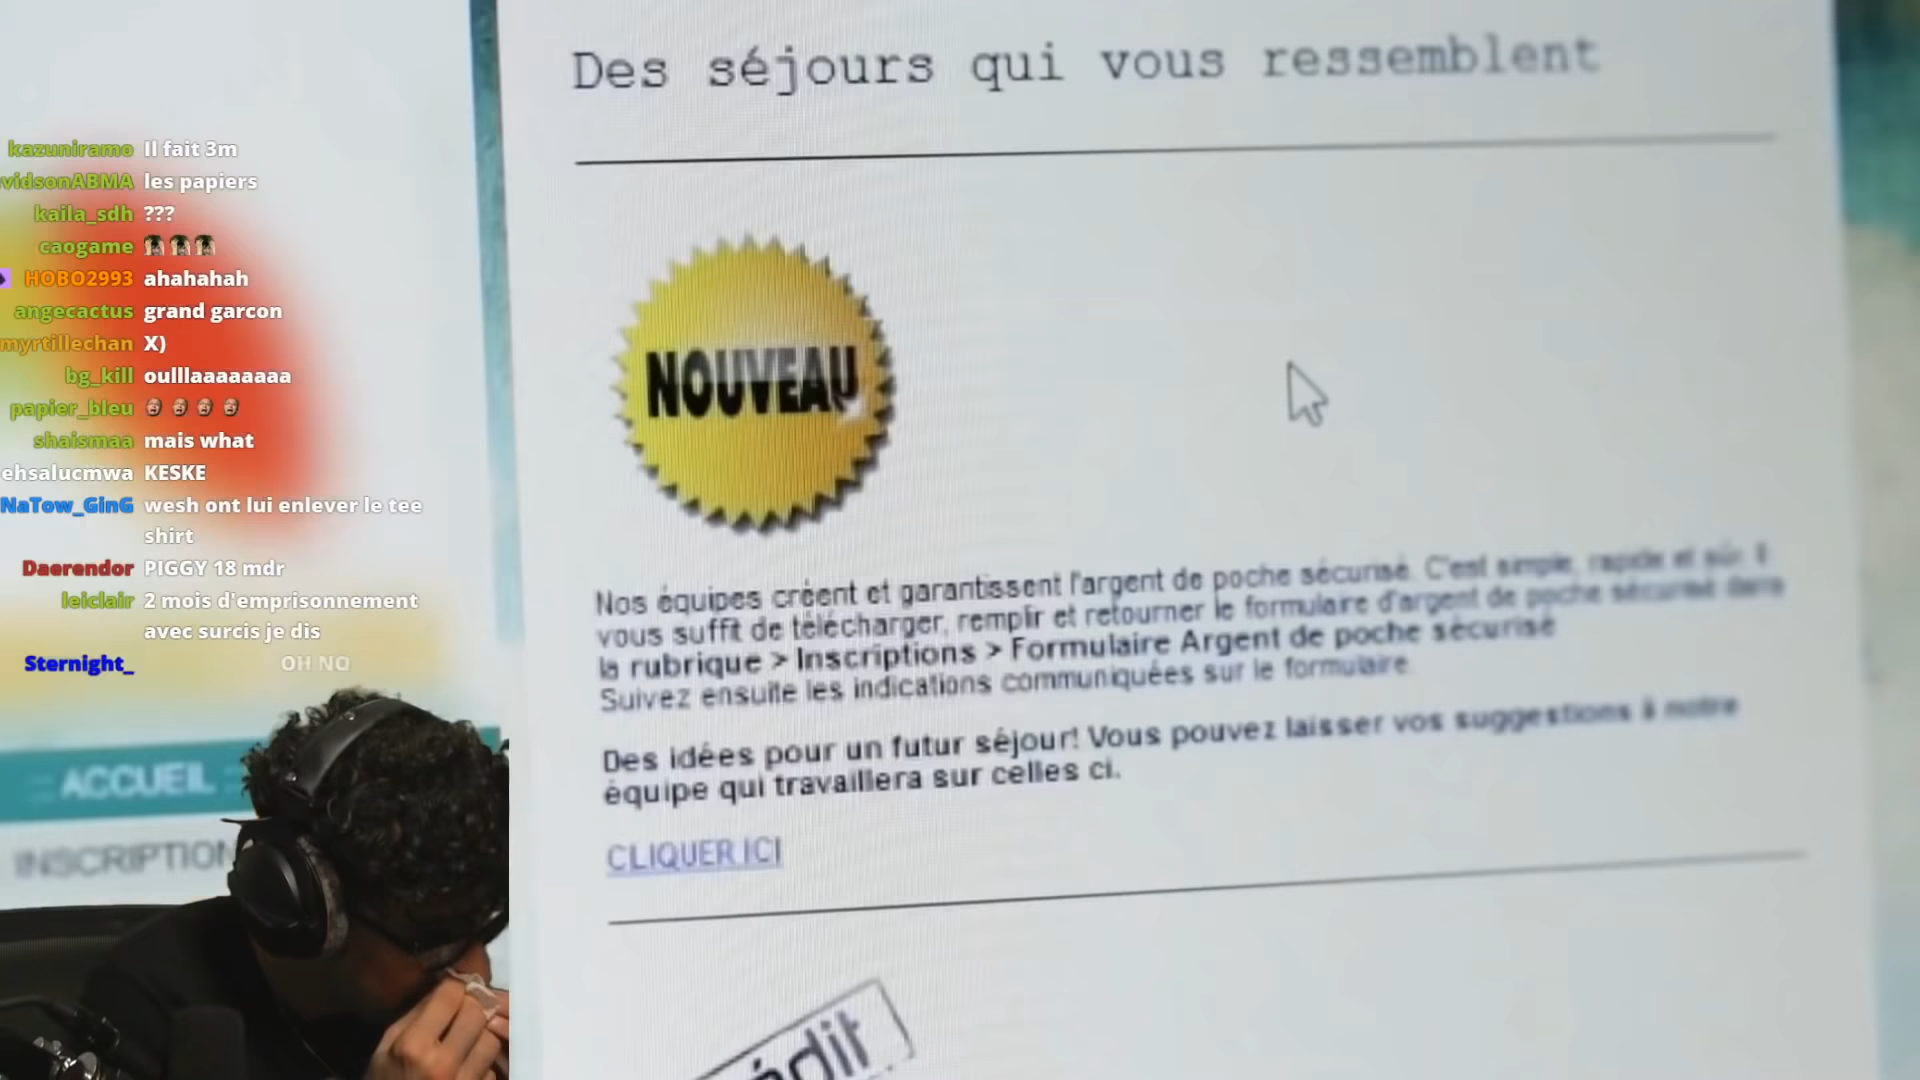 Des séjours qui vous ressemblent
NOUVEAU
Nos équipes créent et garantissent l'argent de poche sécurisé. C'est simple, rapide et sûr. Il
vous suffit de télécharger, remplir et retourner le formulaire d'argent de poche sécurisé dans
la rubrique > Inscriptions > Formulaire Argent de poche sécurisé
Suivez ensuite les indications communiquées sur le formulaire.
Des idées pour un futur séjour! Vous pouvez laisser vos suggestions à notre
équipe qui travaillera sur celles ci.
CLIQUER ICI
édit
kazuniramo Il fait 3m
vidsonABMA les papiers
kaila_sdh ???
caogame
HOBO2993 ahahahah
angecactus grand garcon
myrtillechan X)
bg_kill oulllaaaaaaaa
papier_bleu
shaismaa mais what
ehsalucmwa KESKE
NaTow_GinG wesh ont lui enlever le tee
shirt
Daerendor PIGGY 18 mdr
leiclair 2 mois d'emprisonnement
avec surcis je dis
Sternight_ OH NO
:: ACCUEIL ::
INSCRIPTION